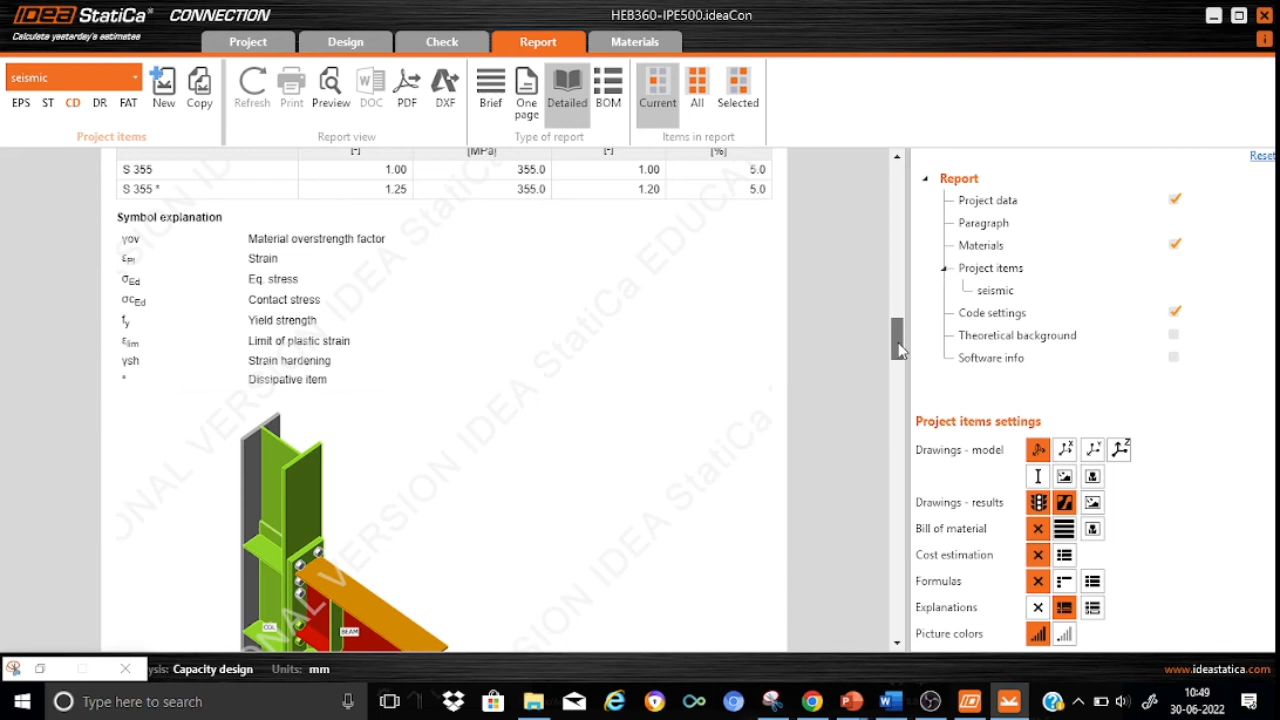 idea StatiCa® CONNECTION
Calculate yesterday's estimates
HEB360-IPE500.ideaCon
Project Design Check Report Materials
seismic
EPS ST CD DR FAT
New Copy
Project items
Refresh Print Preview DOC PDF DXF
Report view
Brief One page Detailed BOM
Type of report
Current All Selected
Items in report
[-] [MPa] [-] [%]
S 355 1.00 355.0 1.00 5.0
S 355 * 1.25 355.0 1.20 5.0
Symbol explanation
γov Material overstrength factor
εPl Strain
σEd Eq. stress
σcEd Contact stress
fy Yield strength
εlim Limit of plastic strain
γsh Strain hardening
* Dissipative item
COL
BEAM
Reset
Report
Project data
Paragraph
Materials
Project items
seismic
Code settings
Theoretical background
Software info
Project items settings
Drawings - model
Drawings - results
Bill of material
Cost estimation
Formulas
Explanations
Picture colors
ysis: Capacity design Units: mm
www.ideastatica.com
Type here to search
10:49
30-06-2022